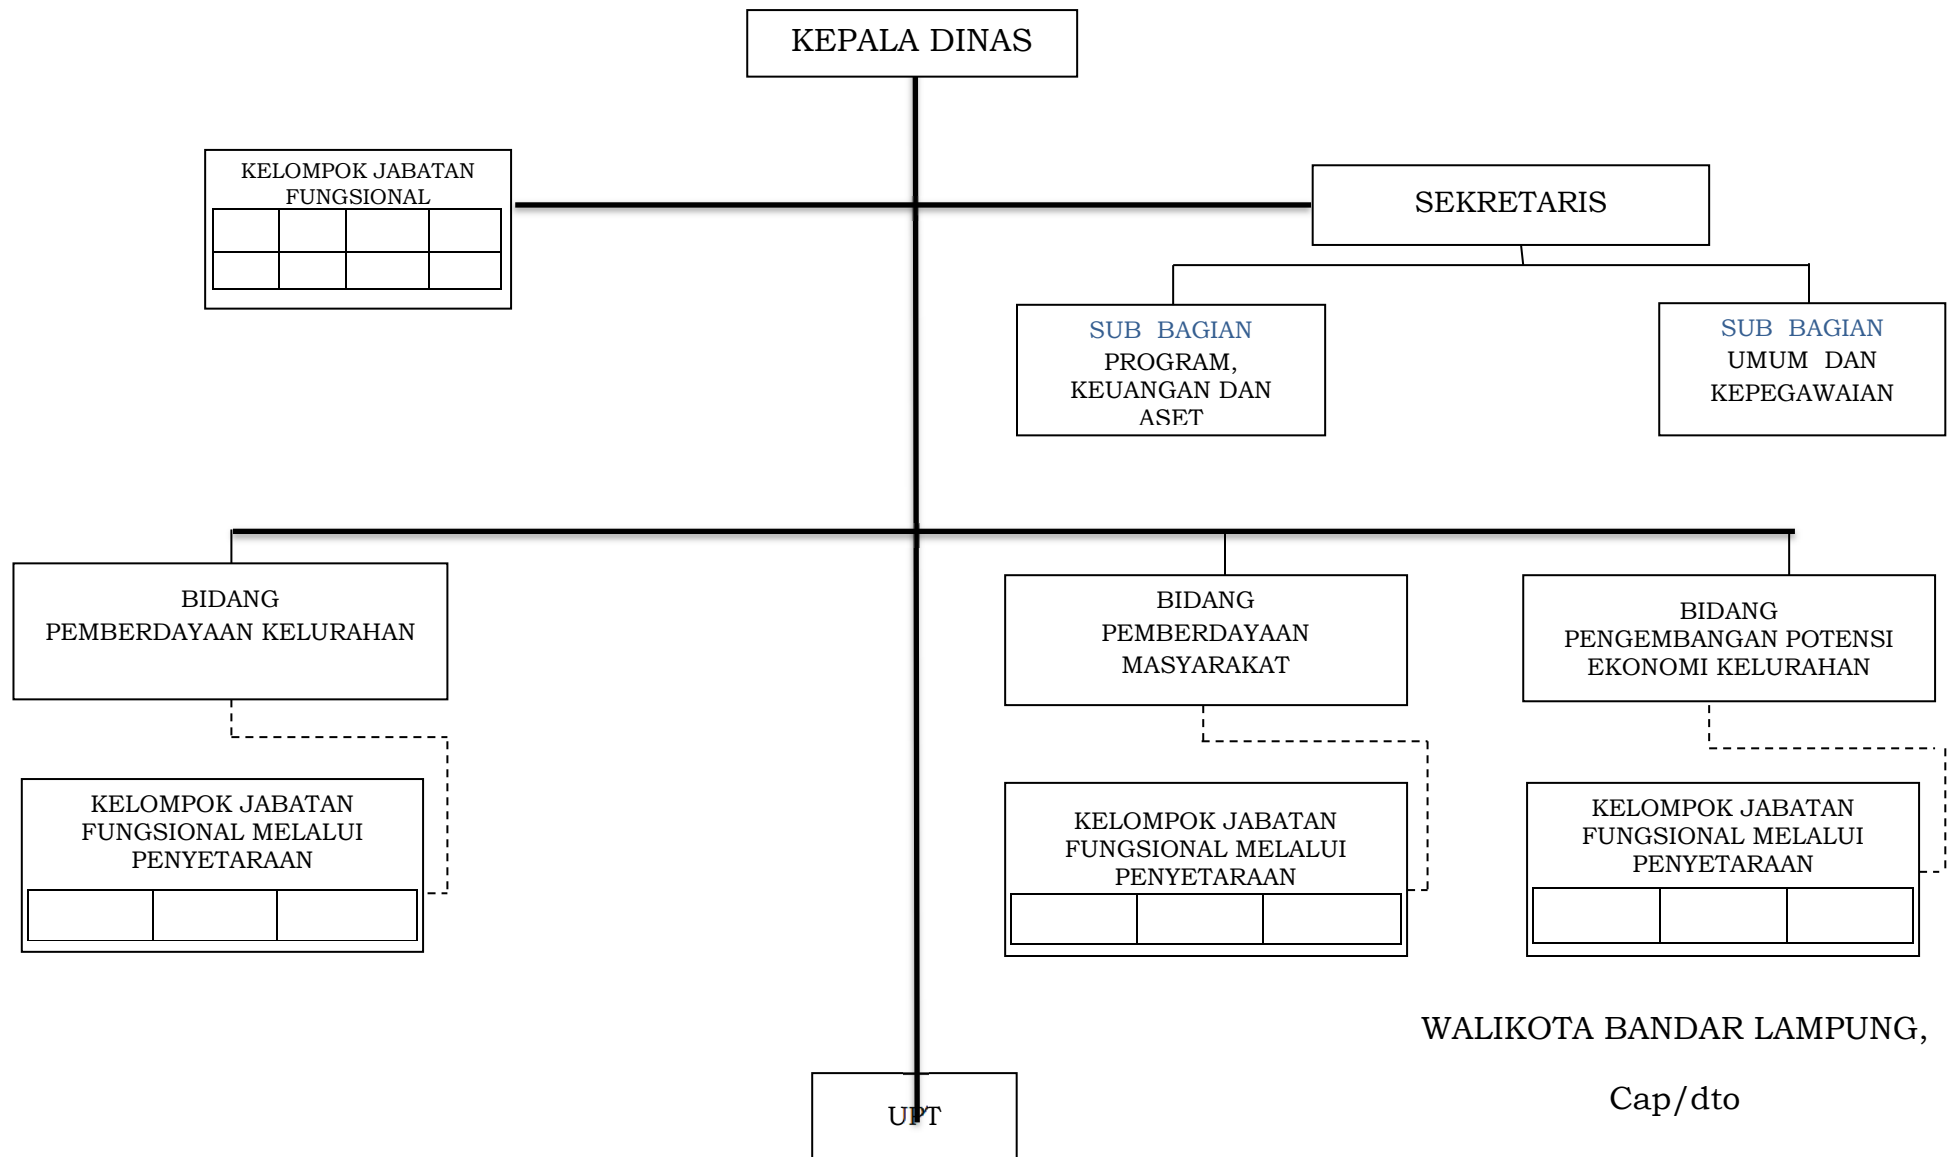 KEPALA DINAS
KELOMPOK JABATAN
FUNGSIONAL
SEKRETARIS
SUB BAGIAN
PROGRAM,
KEUANGAN DAN
ASET
SUB BAGIAN
UMUM DAN
KEPEGAWAIAN
BIDANG
PEMBERDAYAAN KELURAHAN
BIDANG
PEMBERDAYAAN
MASYARAKAT
BIDANG
PENGEMBANGAN POTENSI
EKONOMI KELURAHAN
KELOMPOK JABATAN
FUNGSIONAL MELALUI
PENYETARAAN
KELOMPOK JABATAN
FUNGSIONAL MELALUI
PENYETARAAN
KELOMPOK JABATAN
FUNGSIONAL MELALUI
PENYETARAAN
WALIKOTA BANDAR LAMPUNG,
Cap/dto
UPT